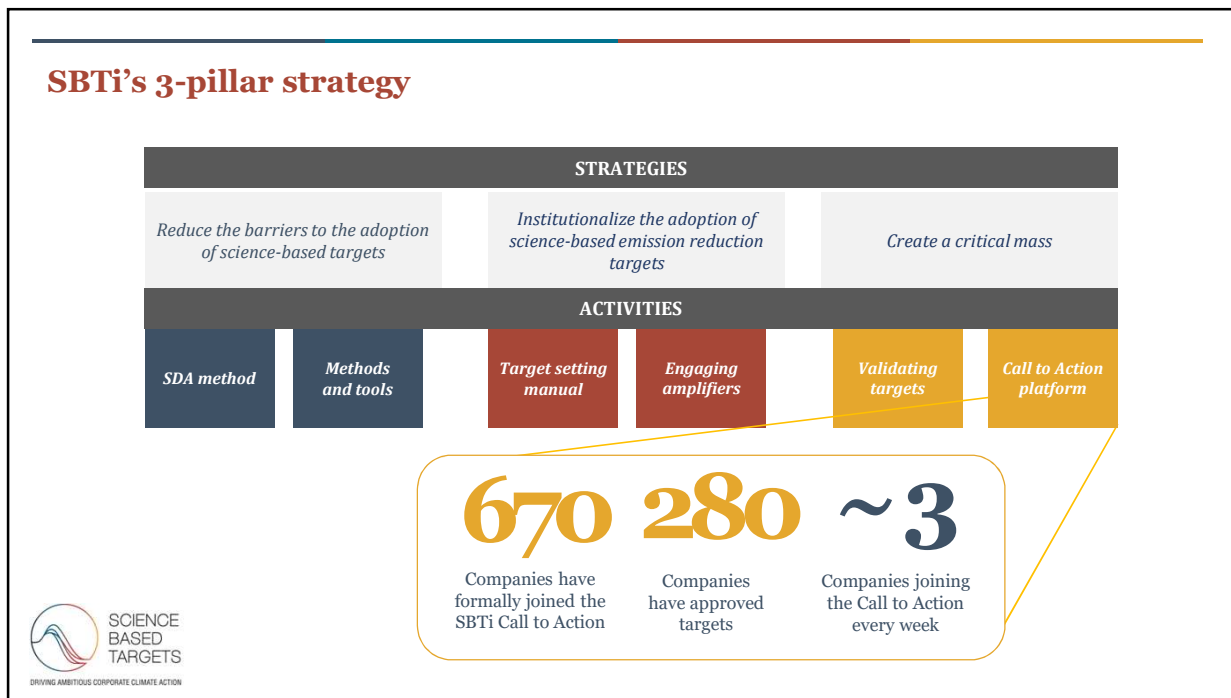 SBTi’s 3-pillar strategy
STRATEGIES
Reduce the barriers to the adoption
of science-based targets
Institutionalize the adoption of
science-based emission reduction
targets
Create a critical mass
ACTIVITIES
SDA method
Methods
and tools
Target setting
manual
Engaging
amplifiers
Validating
targets
Call to Action
platform
670
Companies have
formally joined the
SBTi Call to Action
280
Companies
have approved
targets
~3
Companies joining
the Call to Action
every week
SCIENCE
BASED
TARGETS
DRIVING AMBITIOUS CORPORATE CLIMATE ACTION